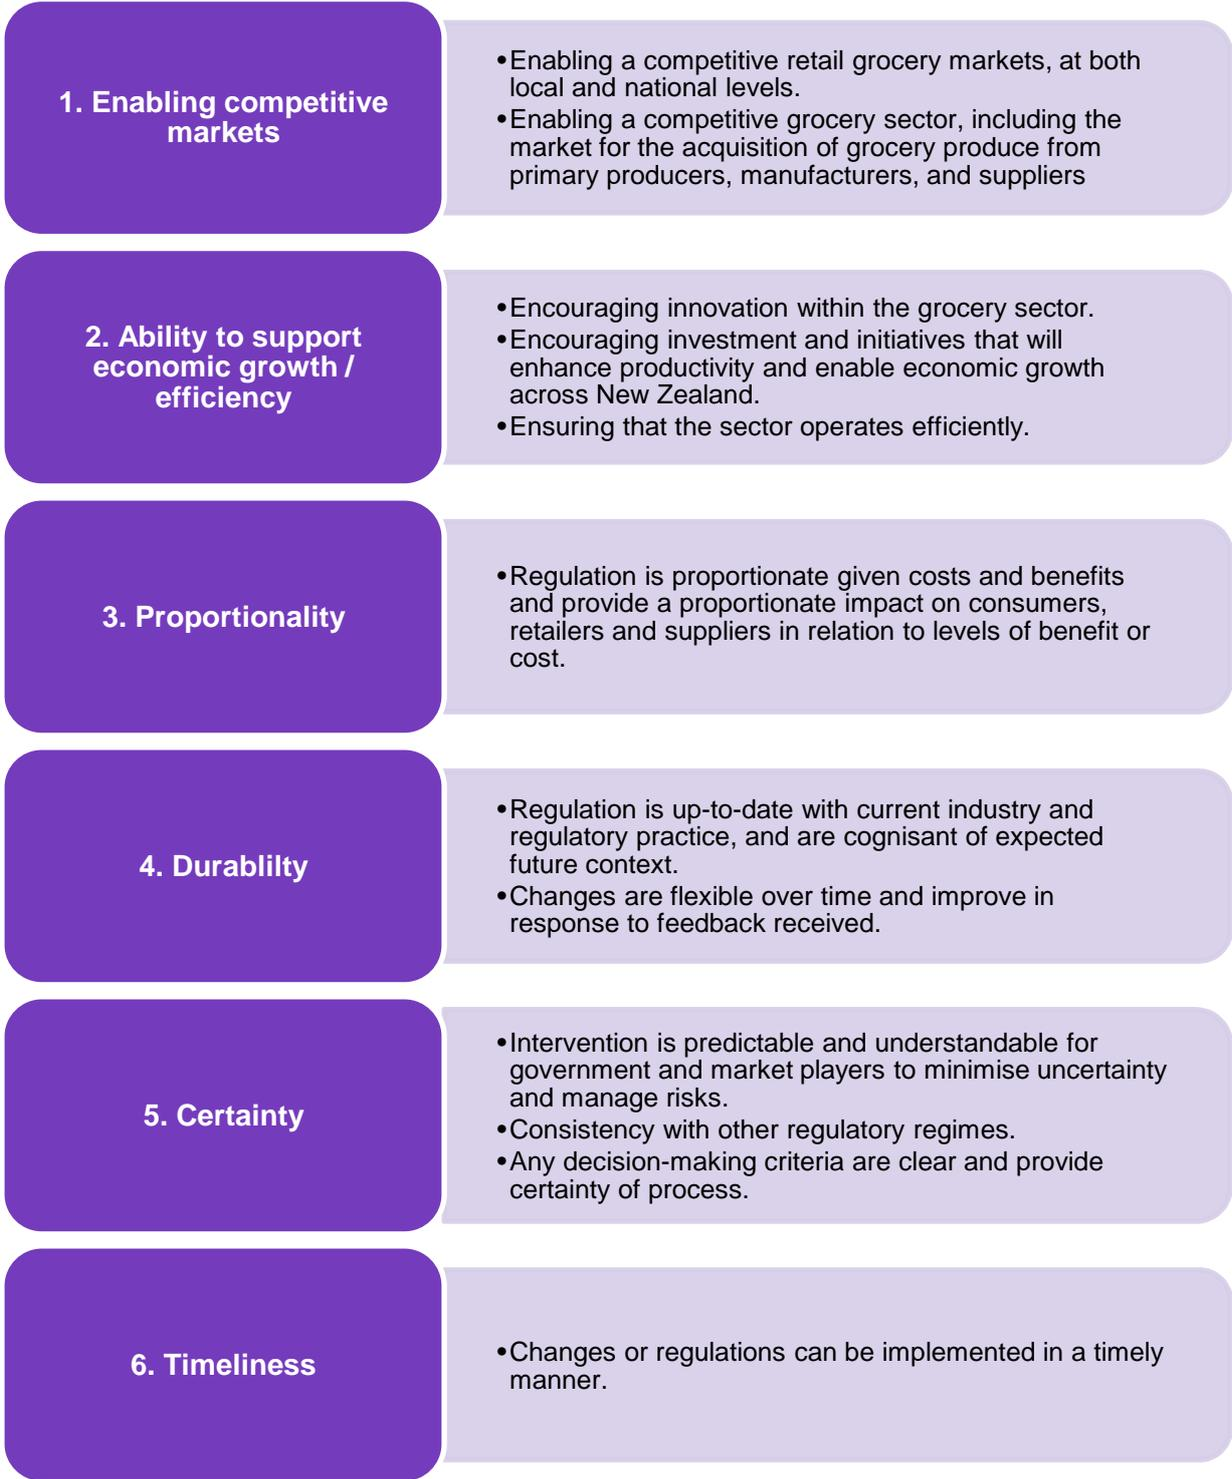 1. Enabling competitive
markets
•Enabling a competitive retail grocery markets, at both
local and national levels.
•Enabling a competitive grocery sector, including the
market for the acquisition of grocery produce from
primary producers, manufacturers, and suppliers
2. Ability to support
economic growth /
efficiency
•Encouraging innovation within the grocery sector.
•Encouraging investment and initiatives that will
enhance productivity and enable economic growth
across New Zealand.
•Ensuring that the sector operates efficiently.
3. Proportionality
•Regulation is proportionate given costs and benefits
and provide a proportionate impact on consumers,
retailers and suppliers in relation to levels of benefit or
cost.
4. Durablilty
•Regulation is up-to-date with current industry and
regulatory practice, and are cognisant of expected
future context.
•Changes are flexible over time and improve in
response to feedback received.
5. Certainty
•Intervention is predictable and understandable for
government and market players to minimise uncertainty
and manage risks.
•Consistency with other regulatory regimes.
•Any decision-making criteria are clear and provide
certainty of process.
6. Timeliness
•Changes or regulations can be implemented in a timely
manner.